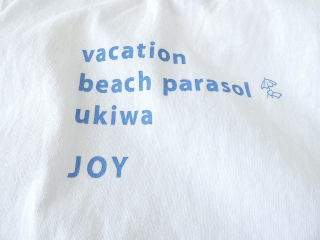 vacation
beach parasol
ukiwa
JOY